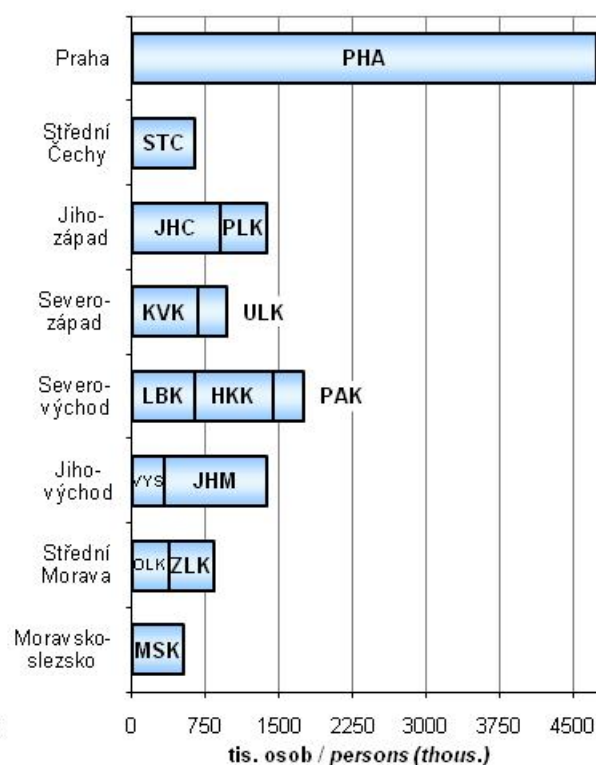 Praha
PHA
Střední
Čechy
STC
Jiho-
západ
JHC PLK
Severo-
západ
KVK ULK
Severo-
východ
LBK HKK PAK
Jiho-
východ
VYS JHM
Střední
Morava
OLK ZLK
Moravsko-
slezsko
MSK
0 750 1500 2250 3000 3750 4500
tis. osob / persons (thous.)